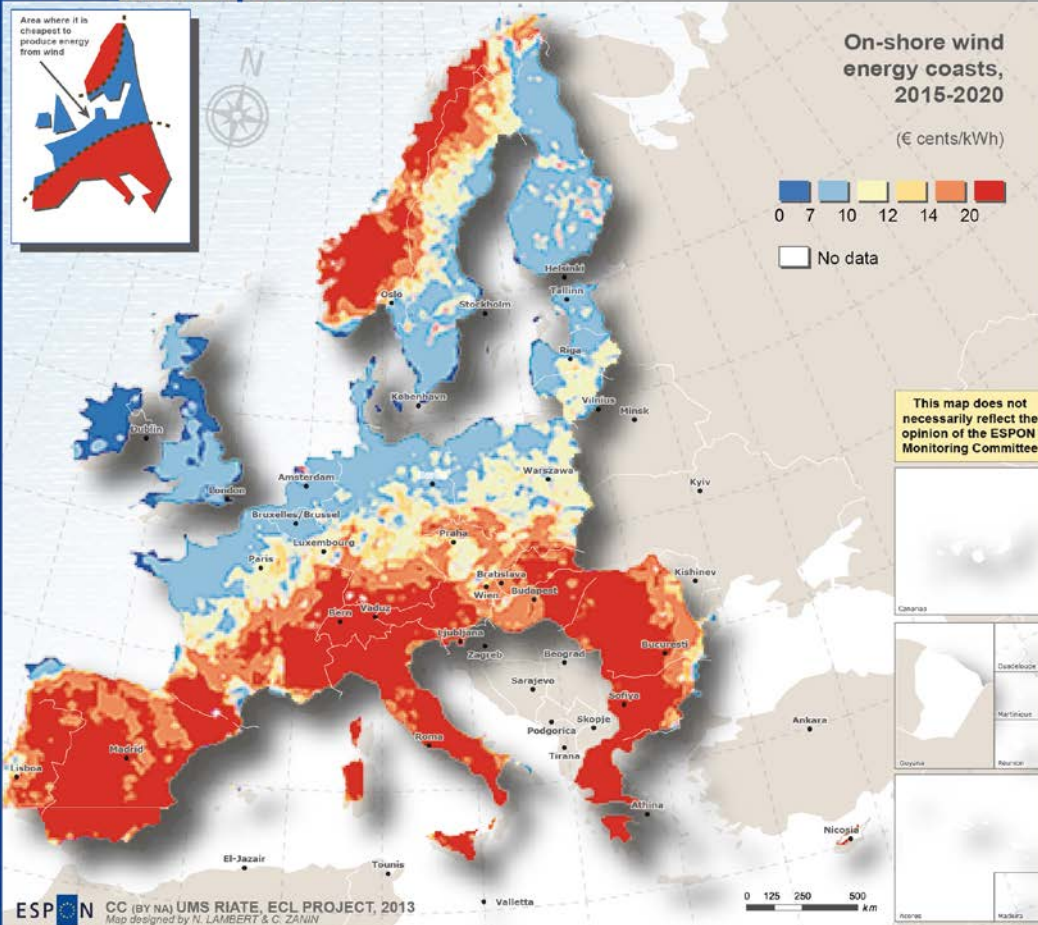 Area where it is
cheapest to
produce energy
from wind
N
On-shore wind
energy coasts,
2015-2020
(€ cents/kWh)
0 7 10 12 14 20
No data
Helsinki
Tallinn
Oslo
Stockholm
Riga
København
Vilnius
Minsk
Dublin
London
Amsterdam
Warszawa
Kyiv
Bruxelles/Brussel
Luxembourg
Praha
Paris
Kishinev
Bratislava
Wien
Budapest
Bern
Vaduz
Ljubljana
Zagreb
Beograd
Bucuresti
Sarajevo
Sofiya
Skopje
Podgorica
Tirana
Roma
Madrid
Lisboa
Ankara
Athina
Nicosia
El-Jazair
Tounis
Valletta
This map does not
necessarily reflect the
opinion of the ESPON
Monitoring Committee
Canarias
Guadeloupe
Martinique
Guyane
Réunion
Acores
Madeira
0 125 250 500
km
ESPON
CC (BY NA) UMS RIATE, ECL PROJECT, 2013
Map designed by N. LAMBERT & C. ZANIN